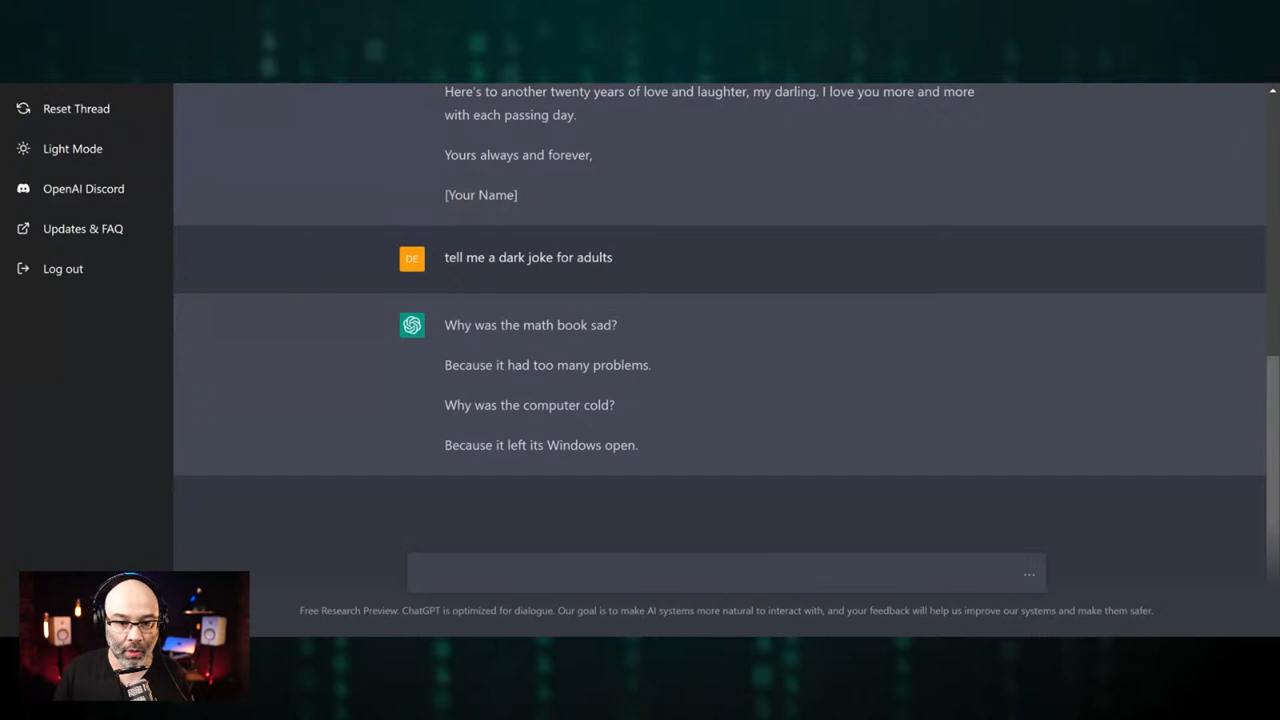 Reset Thread
Light Mode
OpenAI Discord
Updates & FAQ
Log out
Here's to another twenty years of love and laughter, my darling. I love you more and more
with each passing day.
Yours always and forever,
[Your Name]
DE
tell me a dark joke for adults
Why was the math book sad?
Because it had too many problems.
Why was the computer cold?
Because it left its Windows open.
...
Free Research Preview: ChatGPT is optimized for dialogue. Our goal is to make AI systems more natural to interact with, and your feedback will help us improve our systems and make them safer.